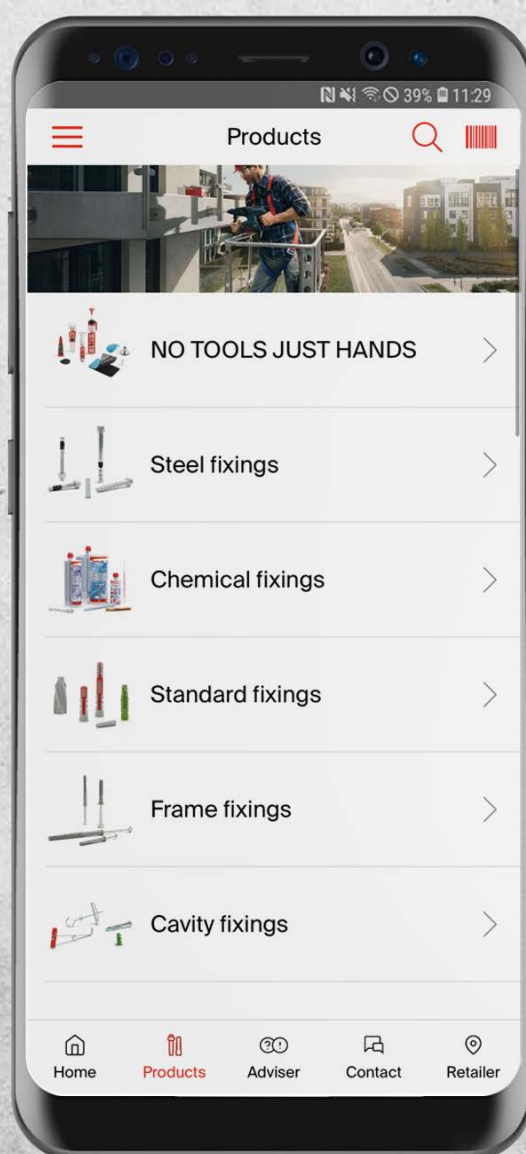 39% 11:29
Products
NO TOOLS JUST HANDS
Steel fixings
Chemical fixings
Standard fixings
Frame fixings
Cavity fixings
Home Products Adviser Contact Retailer